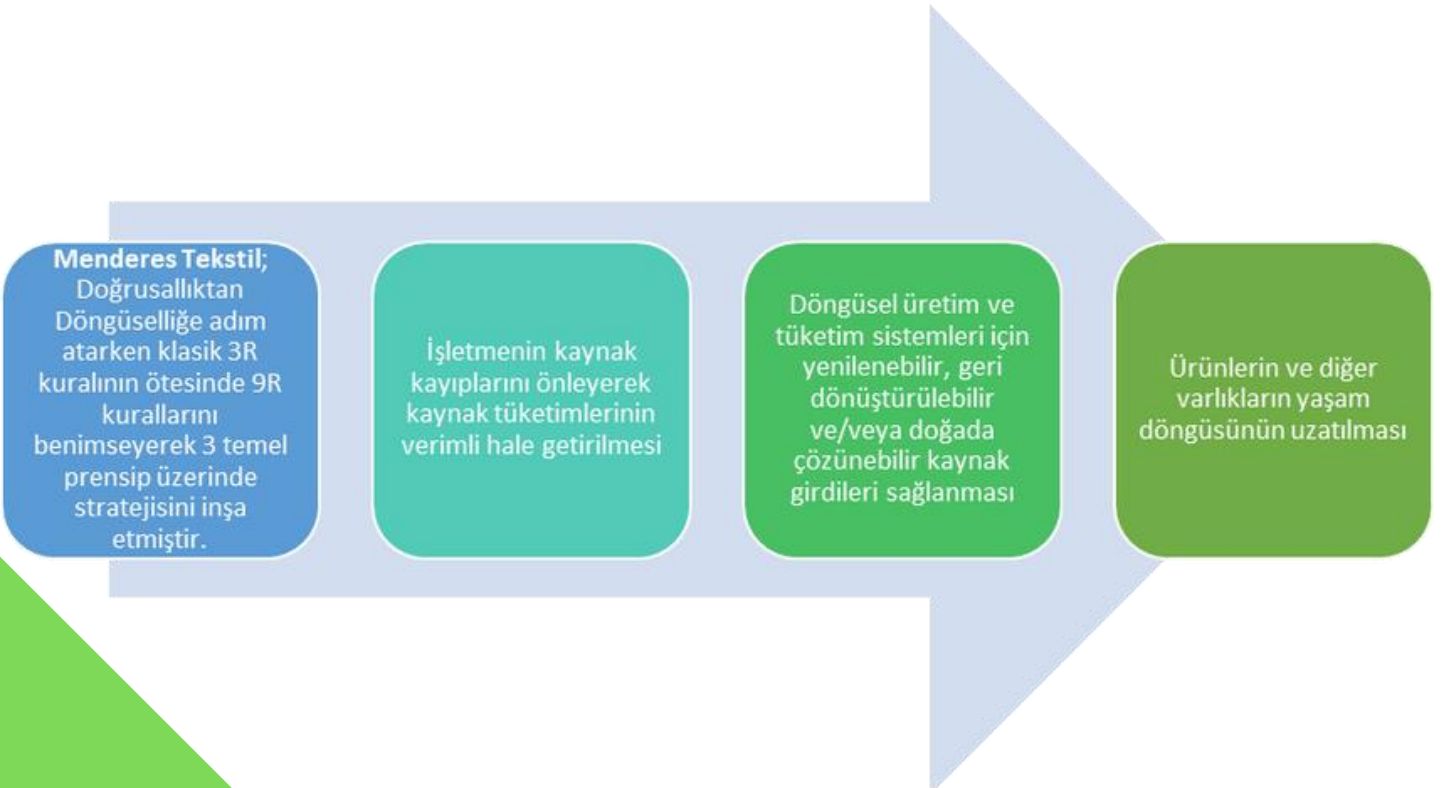 Menderes Tekstil;
Doğrusallıktan
Döngüselliğe adım
atarken klasik 3R
kuralının ötesinde 9R
kurallarını
benimseyerek 3 temel
prensip üzerinde
stratejisini inşa
etmiştir.
İşletmenin kaynak
kayıplarını önleyerek
kaynak tüketimlerinin
verimli hale getirilmesi
Döngüsel üretim ve
tüketim sistemleri için
yenilenebilir, geri
dönüştürülebilir
ve/veya doğada
çözünebilir kaynak
girdileri sağlanması
Ürünlerin ve diğer
varlıkların yaşam
döngüsünün uzatılması